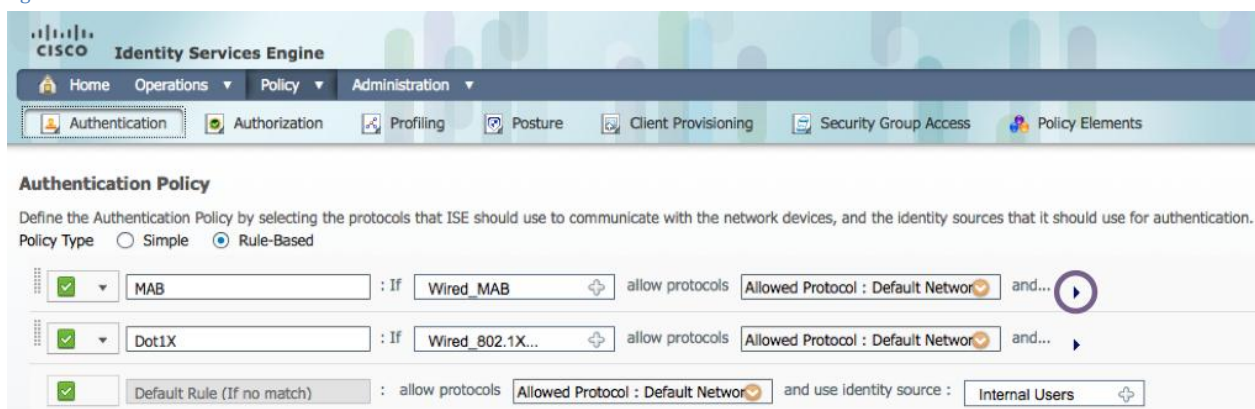 CISCO Identity Services Engine
Home Operations Policy Administration
Authentication Authorization Profiling Posture Client Provisioning Security Group Access Policy Elements
Authentication Policy
Define the Authentication Policy by selecting the protocols that ISE should use to communicate with the network devices, and the identity sources that it should use for authentication.
Policy Type Simple Rule-Based
MAB : If Wired_MAB allow protocols Allowed Protocol : Default Networ and...
Dot1X : If Wired_802.1X... allow protocols Allowed Protocol : Default Networ and...
Default Rule (If no match) : allow protocols Allowed Protocol : Default Networ and use identity source : Internal Users